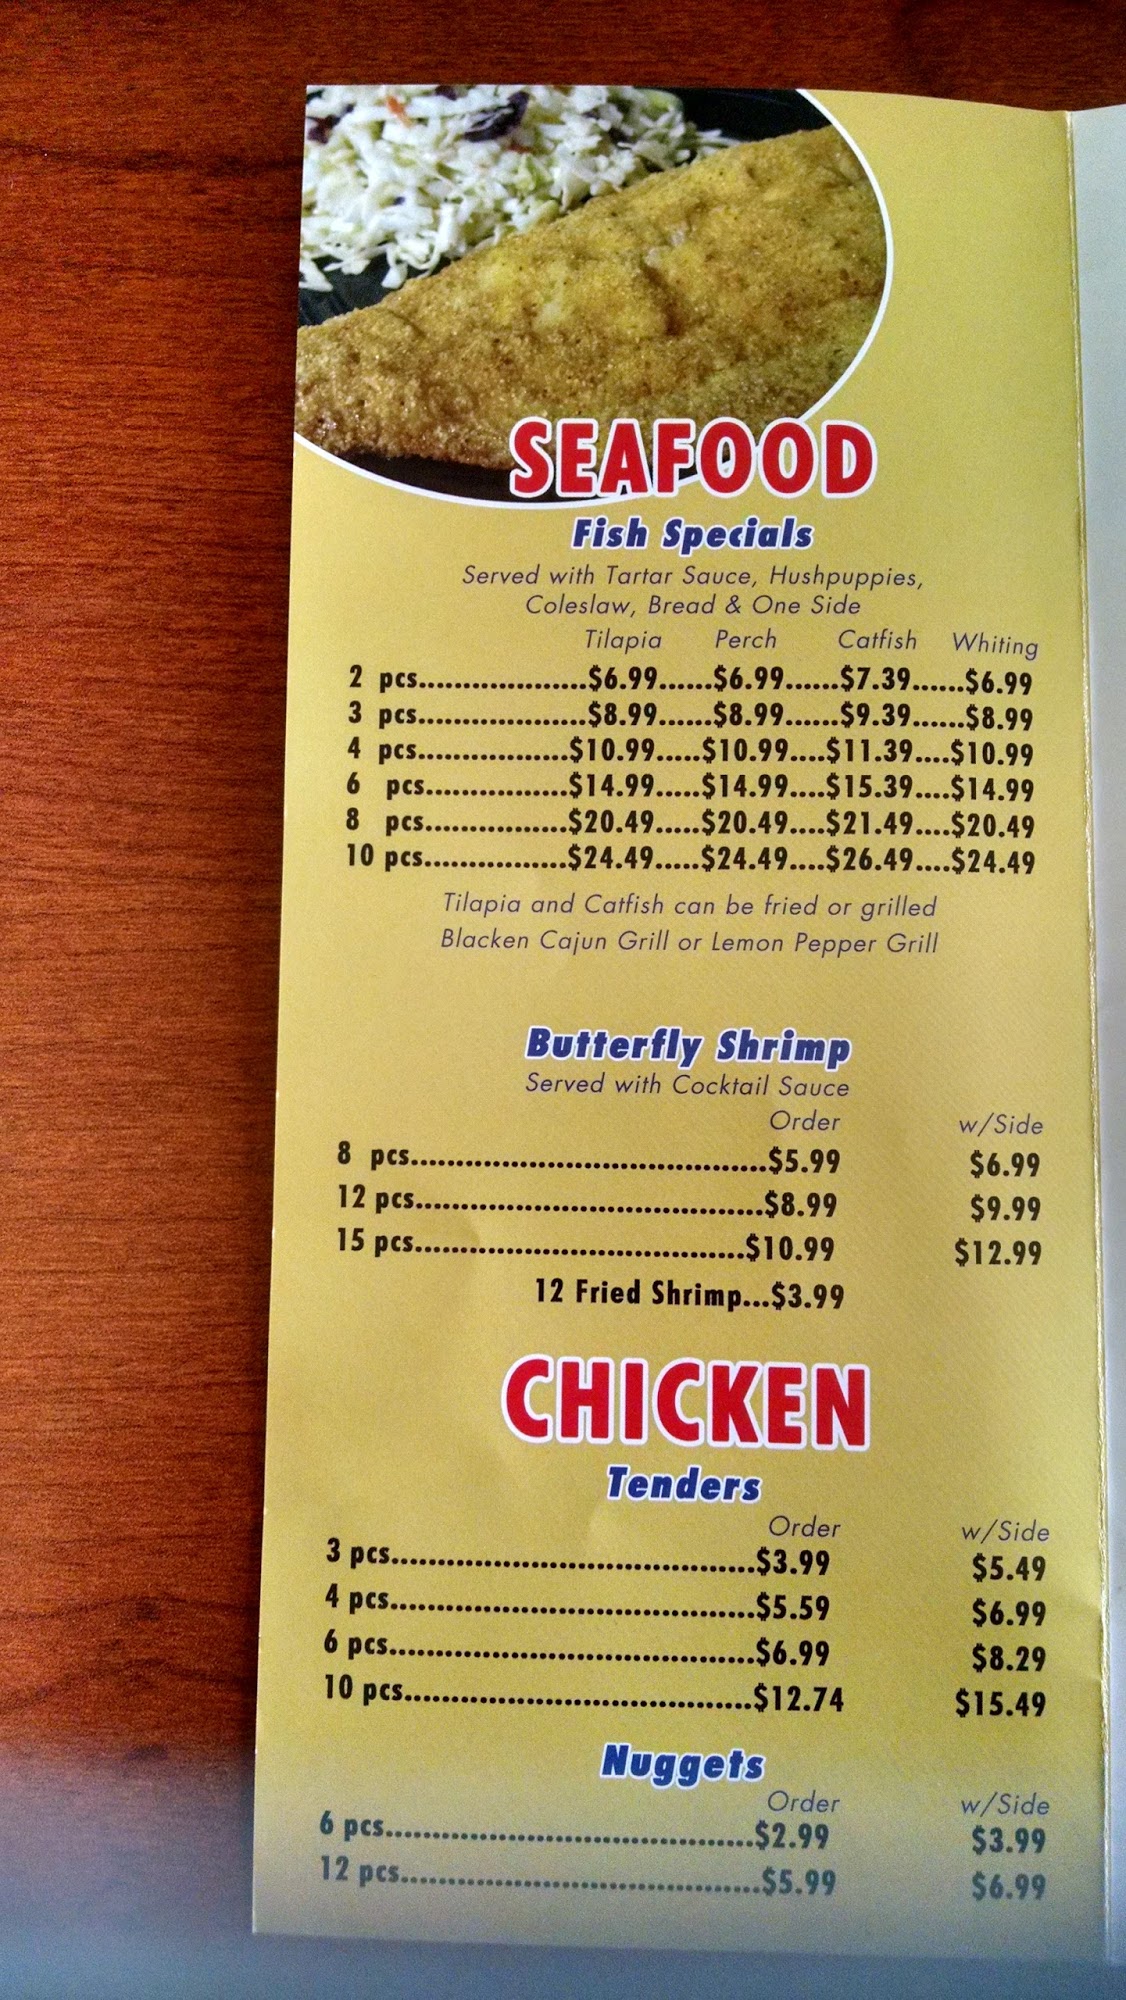 SEAFOOD
Fish Specials
Served with Tartar Sauce, Hushpuppies,
Coleslaw, Bread & One Side
Tilapia Perch Catfish Whiting
2 pcs...................$6.99......$6.99......$7.39......$6.99
3 pcs...................$8.99......$8.99......$9.39......$8.99
4 pcs.................$10.99.....$10.99....$11.39....$10.99
6 pcs................$14.99.....$14.99....$15.39....$14.99
8 pcs................$20.49.....$20.49....$21.49....$20.49
10 pcs................$24.49.....$24.49....$26.49....$24.49
Tilapia and Catfish can be fried or grilled
Blacken Cajun Grill or Lemon Pepper Grill
Butterfly Shrimp
Served with Cocktail Sauce
Order w/Side
8 pcs........................................$5.99 $6.99
12 pcs.......................................$8.99 $9.99
15 pcs.....................................$10.99 $12.99
12 Fried Shrimp...$3.99
CHICKEN
Tenders
Order w/Side
3 pcs.........................................$3.99 $5.49
4 pcs.........................................$5.59 $6.99
6 pcs.........................................$6.99 $8.29
10 pcs.......................................$12.74 $15.49
Nuggets
Order w/Side
6 pcs.........................................$2.99 $3.99
12 pcs........................................$5.99 $6.99